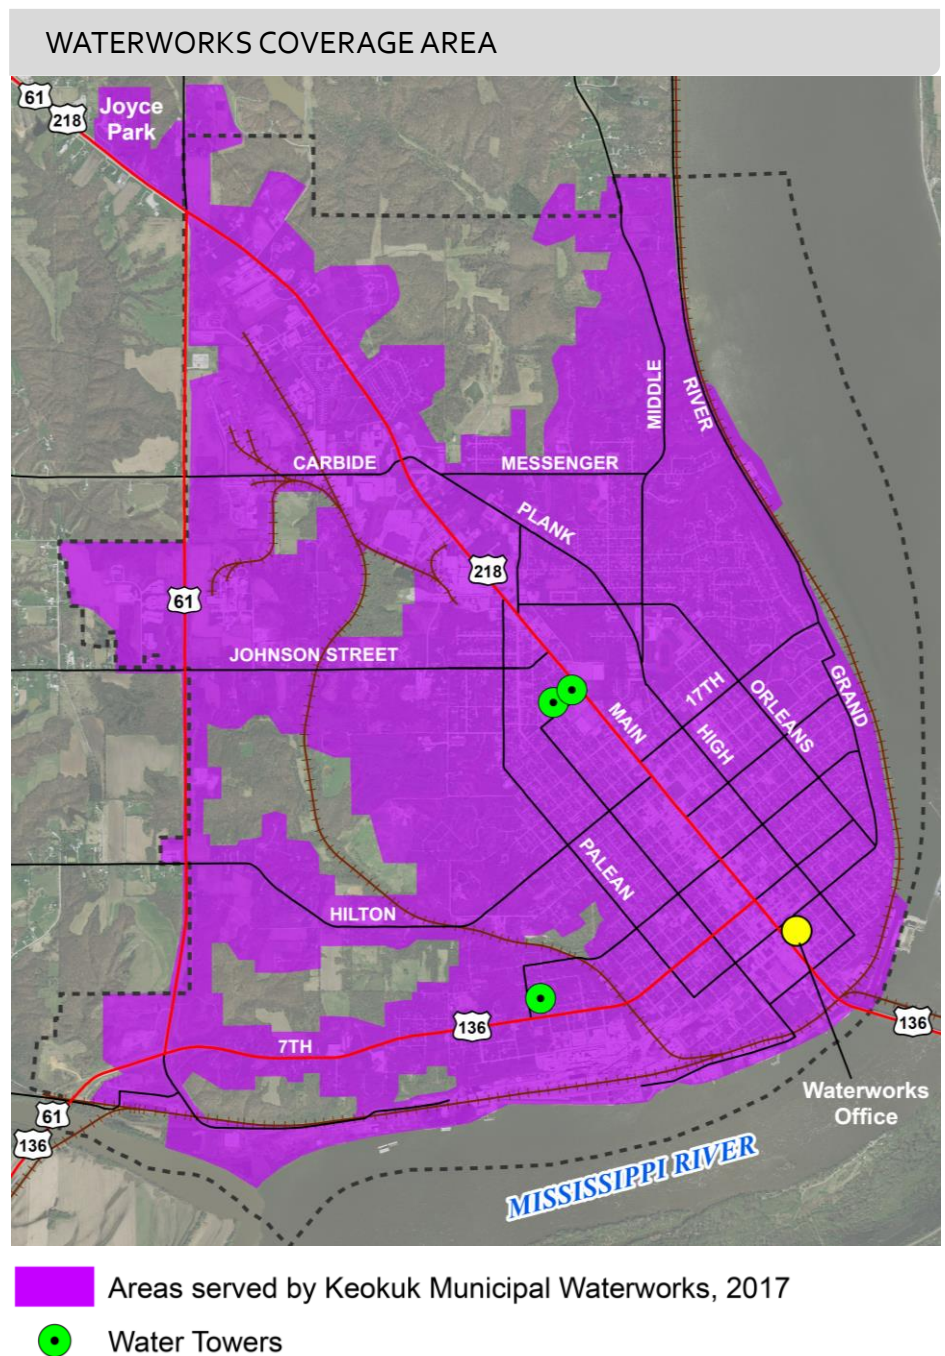 WATERWORKS COVERAGE AREA
61
218
Joyce
Park
MIDDLE
RIVER
CARBIDE
MESSENGER
PLANK
218
61
JOHNSON STREET
17TH
ORLEANS
GRAND
MAIN
HIGH
PALEAN
HILTON
136
7TH
136
61
136
Waterworks
Office
MISSISSIPPI RIVER
Areas served by Keokuk Municipal Waterworks, 2017
Water Towers